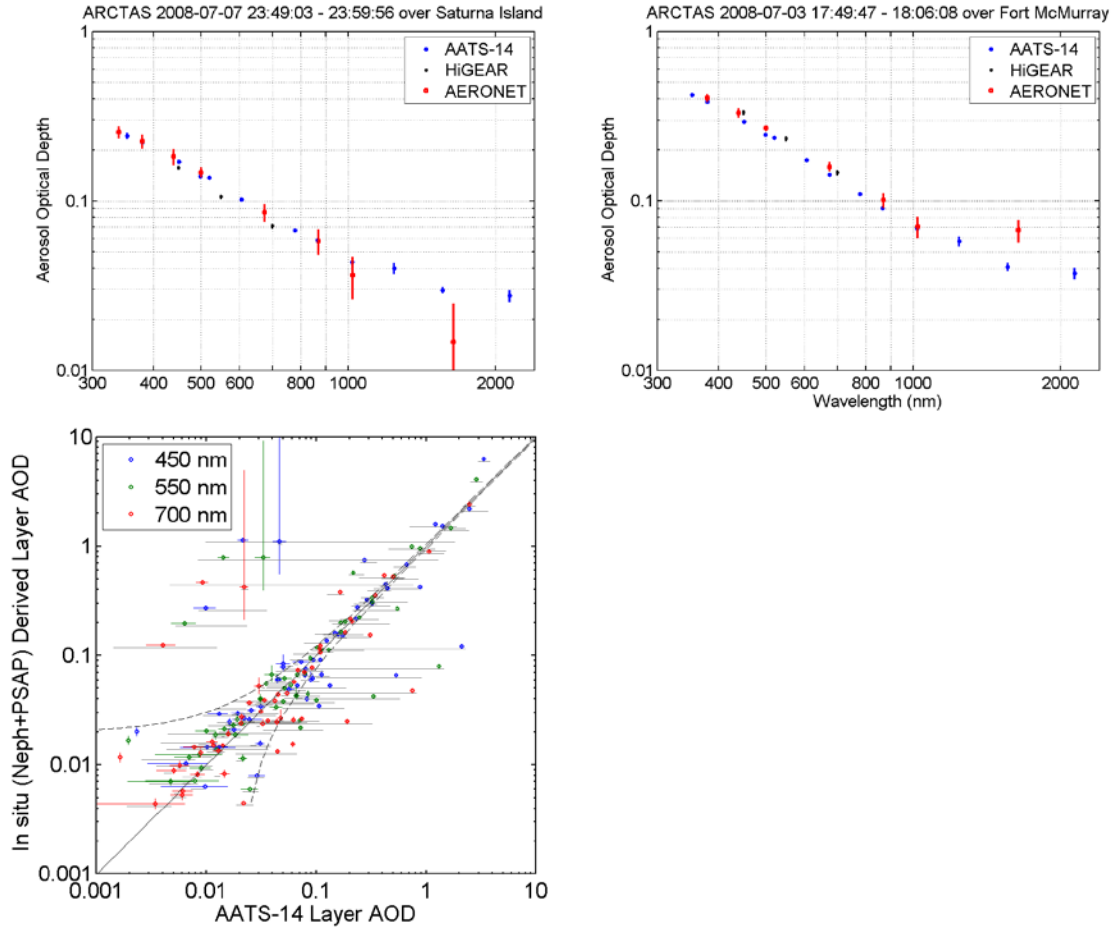 ARCTAS 2008-07-07 23:49:03 - 23:59:56 over Saturna Island
AATS-14
HiGEAR
AERONET
Aerosol Optical Depth
1
0.1
0.01
300 400 500 600 800 1000 2000
ARCTAS 2008-07-03 17:49:47 - 18:06:08 over Fort McMurray
AATS-14
HiGEAR
AERONET
Aerosol Optical Depth
1
0.1
0.01
300 400 500 600 800 1000 2000
Wavelength (nm)
450 nm
550 nm
700 nm
In situ (Neph+PSAP) Derived Layer AOD
10
1
0.1
0.01
0.001
0.001 0.01 0.1 1 10
AATS-14 Layer AOD